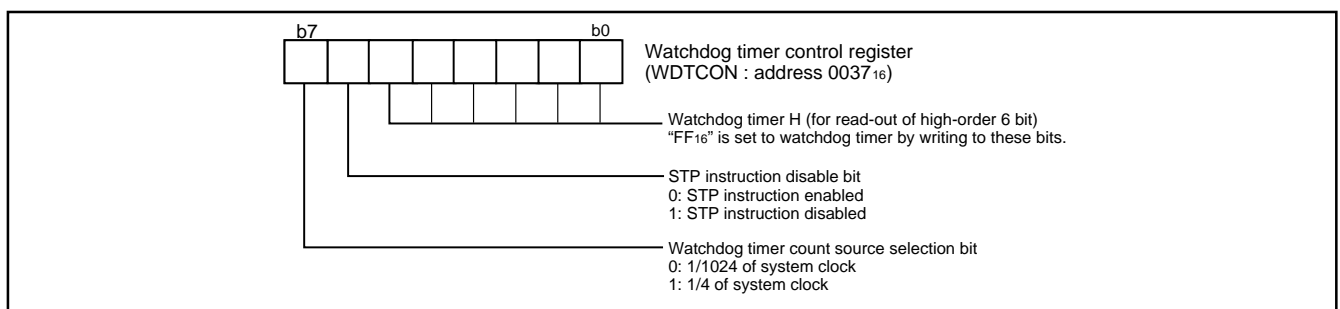 b7 b0
Watchdog timer control register
(WDTCON : address 0037₁₆)
Watchdog timer H (for read-out of high-order 6 bit)
“FF₁₆” is set to watchdog timer by writing to these bits.
STP instruction disable bit
0: STP instruction enabled
1: STP instruction disabled
Watchdog timer count source selection bit
0: 1/1024 of system clock
1: 1/4 of system clock